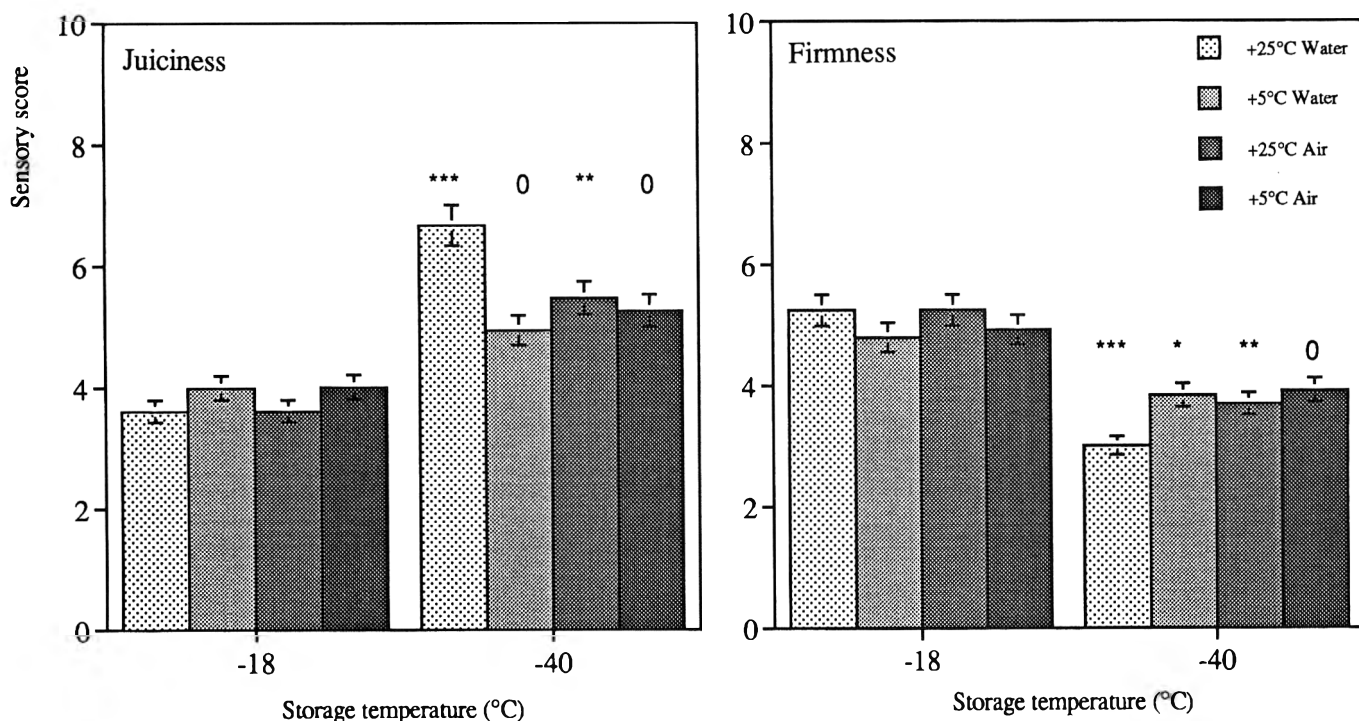 Juiciness
Sensory score
10
8
6
4
2
0
*** 0 ** 0
-18 -40
Storage temperature (°C)
Firmness
+25°C Water
+5°C Water
+25°C Air
+5°C Air
10
8
6
4
2
0
*** * ** 0
-18 -40
Storage temperature (°C)